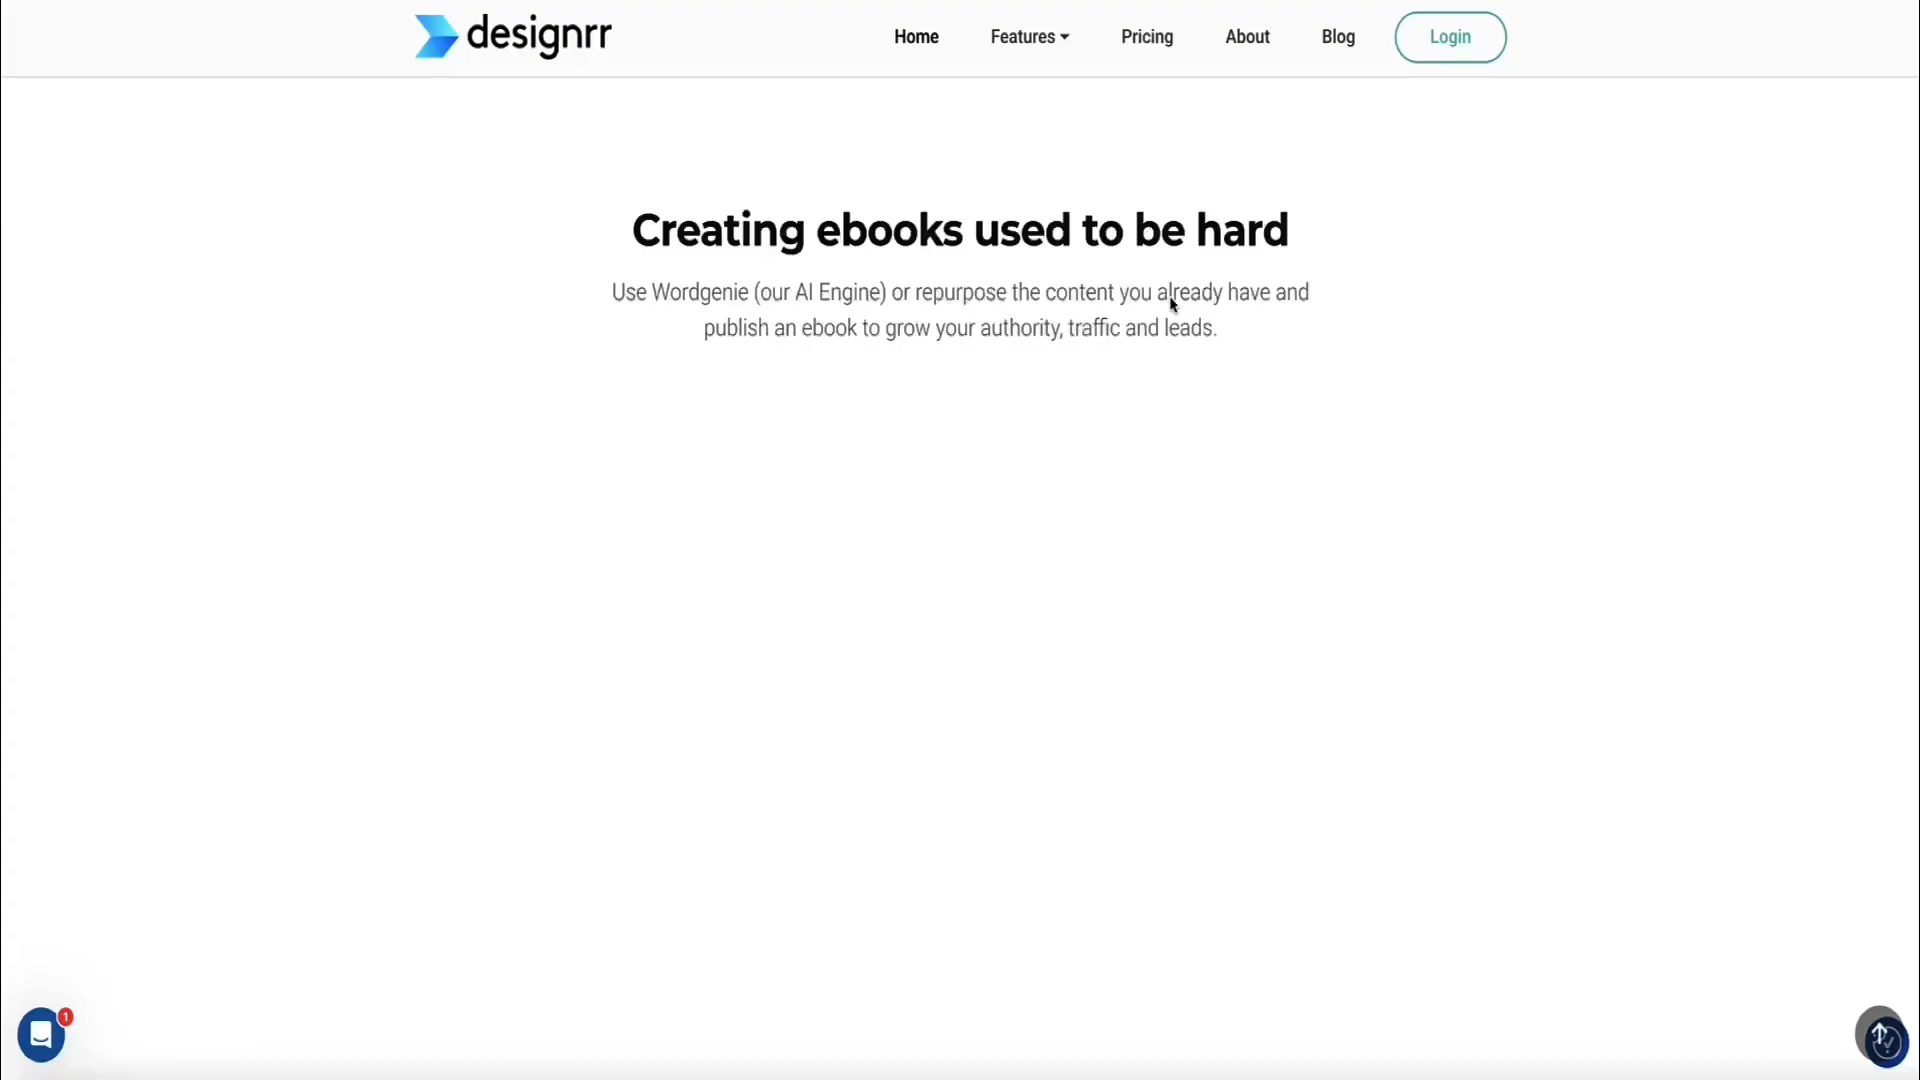 designrr
Home Features Pricing About Blog Login
Creating ebooks used to be hard
Use Wordgenie (our AI Engine) or repurpose the content you already have and
publish an ebook to grow your authority, traffic and leads.
1